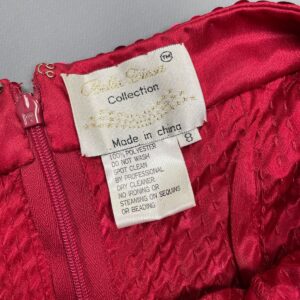 TM
Collection
Made in china
8
100% POLYESTER
DO NOT WASH
SPOT CLEAN
BY PROFESSIONAL
DRY CLEANER
NO IRONING OR
STEAMING ON SEQUINS
OR BEADING